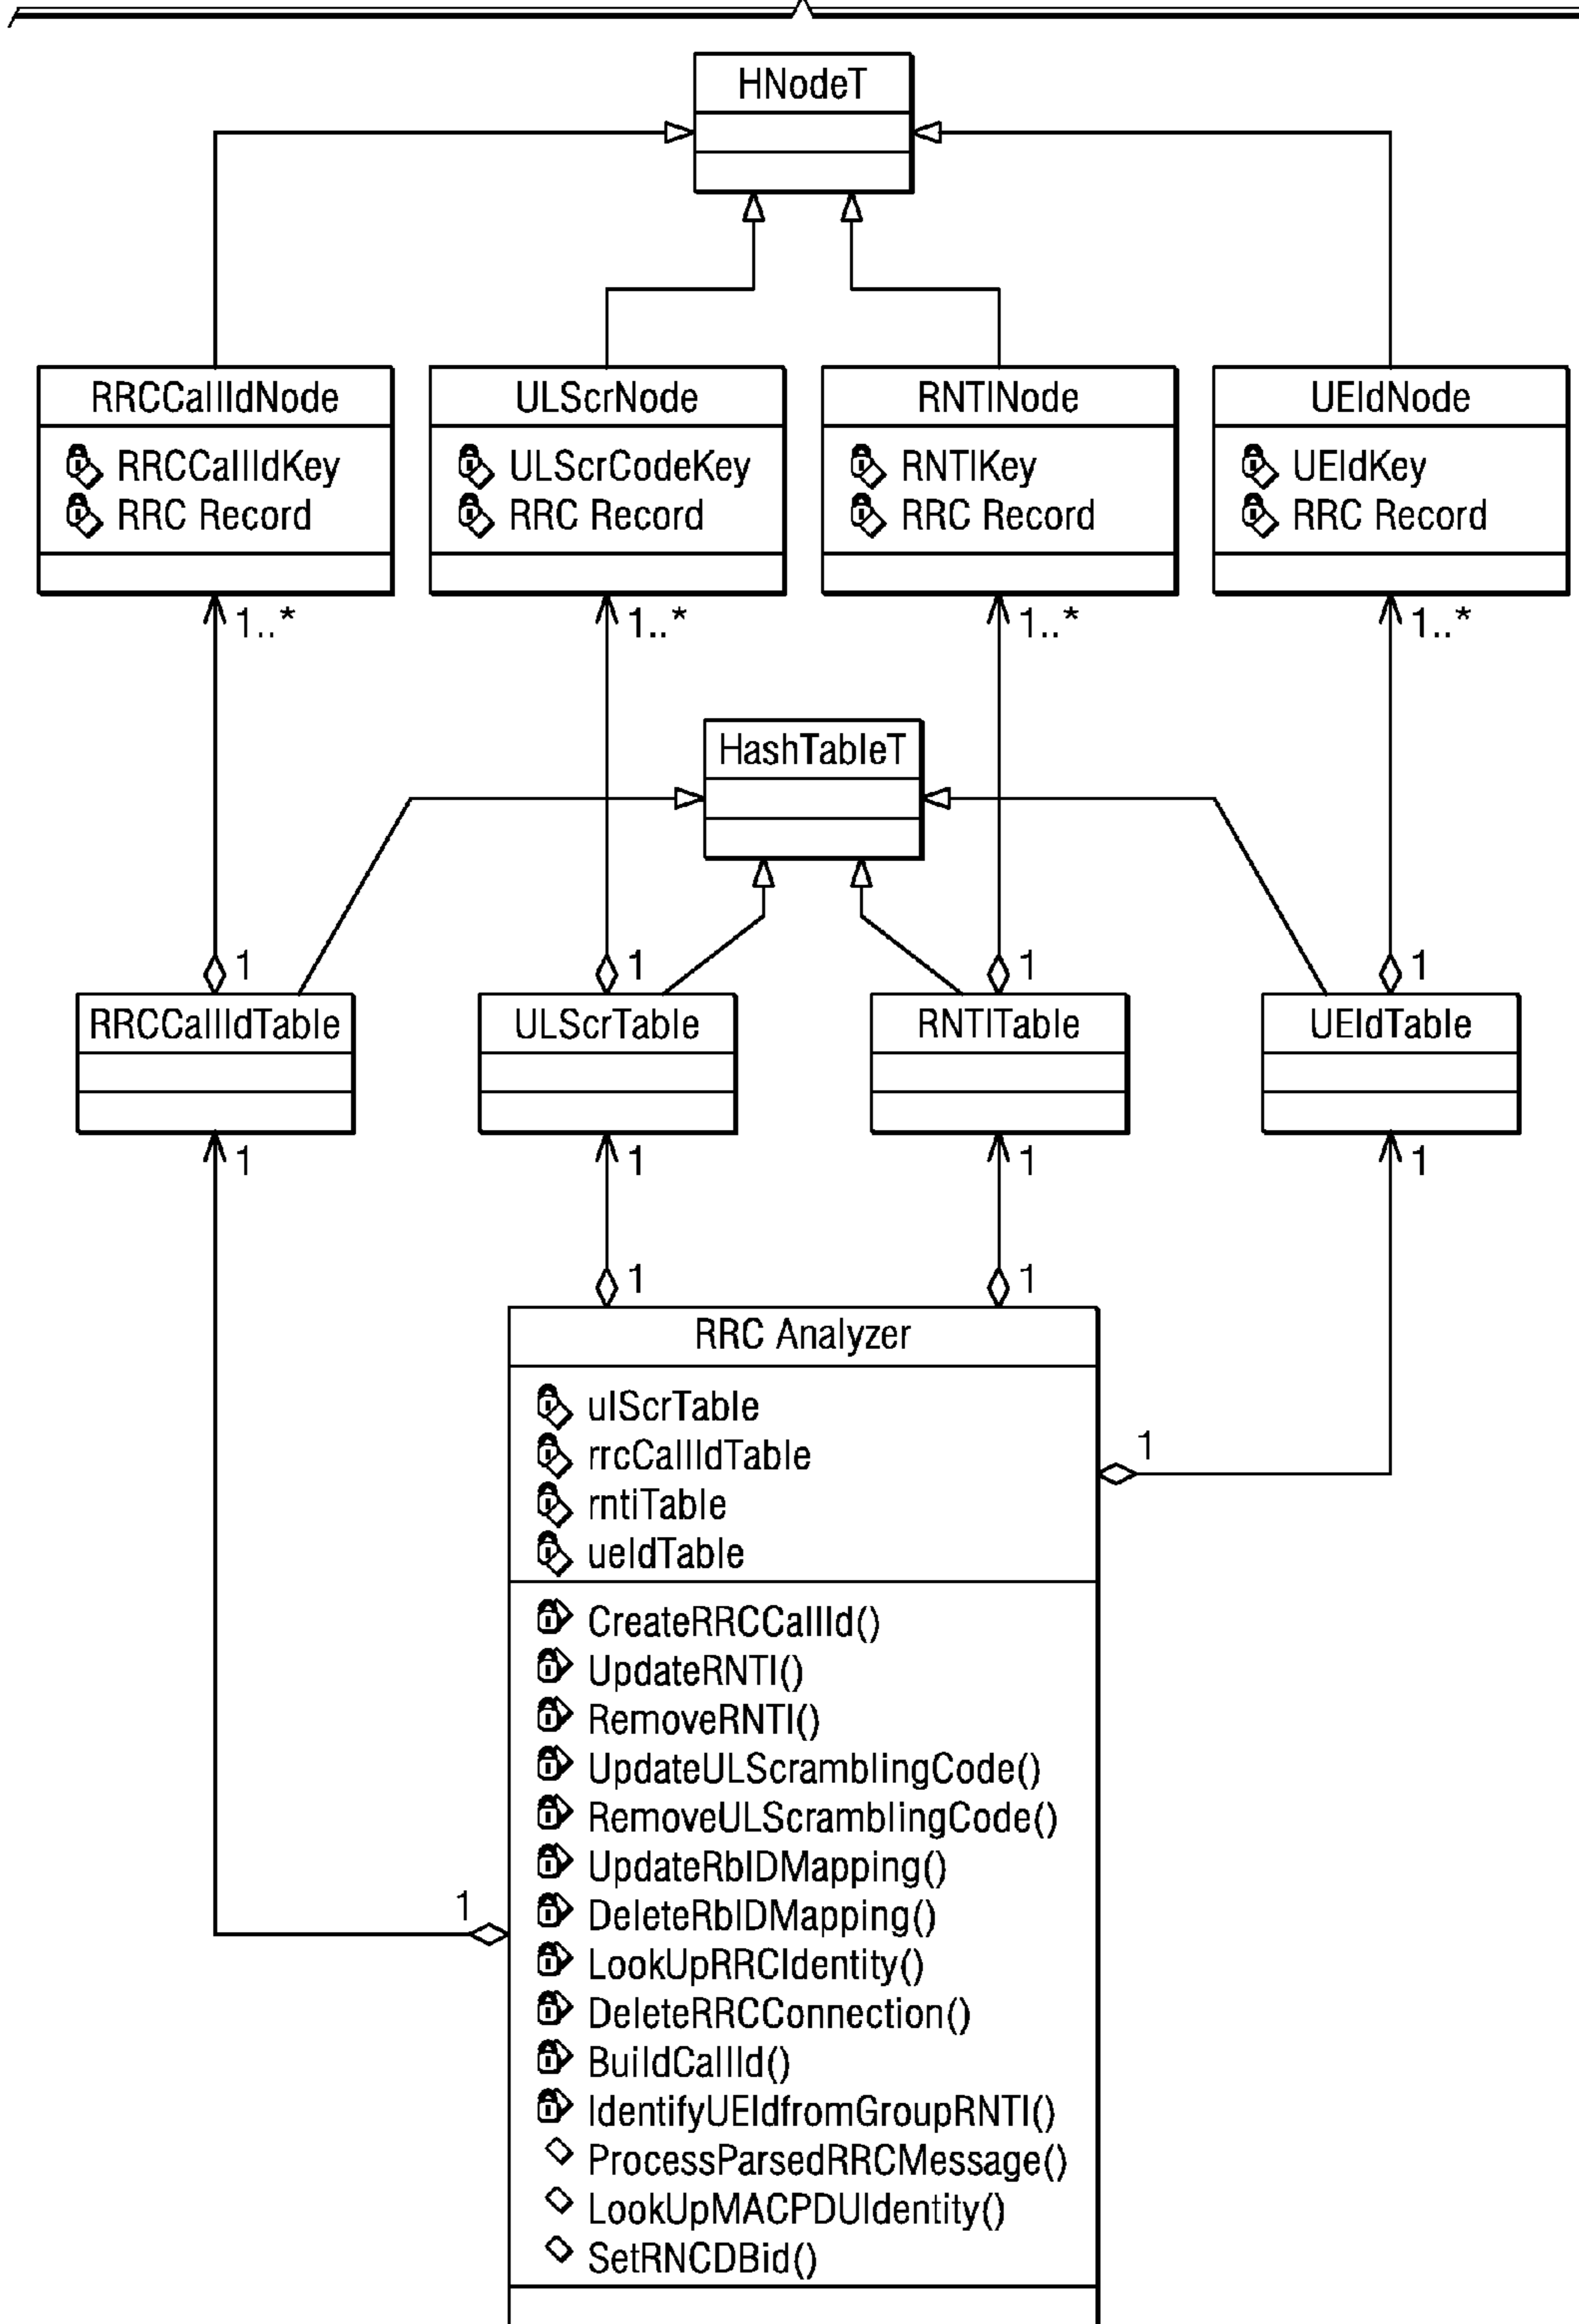 HNodeT
RRCCallIdNode
RRCCallIdKey
RRC Record
ULScrNode
ULScrCodeKey
RRC Record
RNTINode
RNTIKey
RRC Record
UEIdNode
UEIdKey
RRC Record
1..*
1..*
1..*
1..*
HashTableT
1
1
1
1
RRCCallIdTable
ULScrTable
RNTITable
UEIdTable
1
1
1
1
1
1
RRC Analyzer
ulScrTable
rrcCallIdTable
rntiTable
ueIdTable
1
CreateRRCCallId()
UpdateRNTI()
RemoveRNTI()
UpdateULScramblingCode()
RemoveULScramblingCode()
UpdateRbIDMapping()
1
DeleteRbIDMapping()
LookUpRRCIdentity()
DeleteRRCConnection()
BuildCallId()
IdentifyUEIdfromGroupRNTI()
ProcessParsedRRCMessage()
LookUpMACPDUIdentity()
SetRNCDBid()